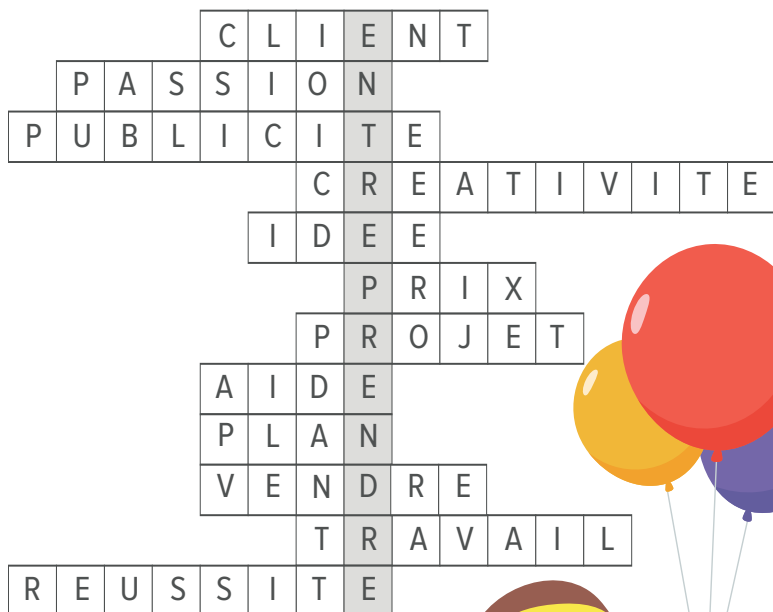 CLIENT
PASSION
PUBLICITE
CREATIVITE
IDEE
PRIX
PROJET
AIDE
PLAN
VENDRE
TRAVAIL
REUSSITE